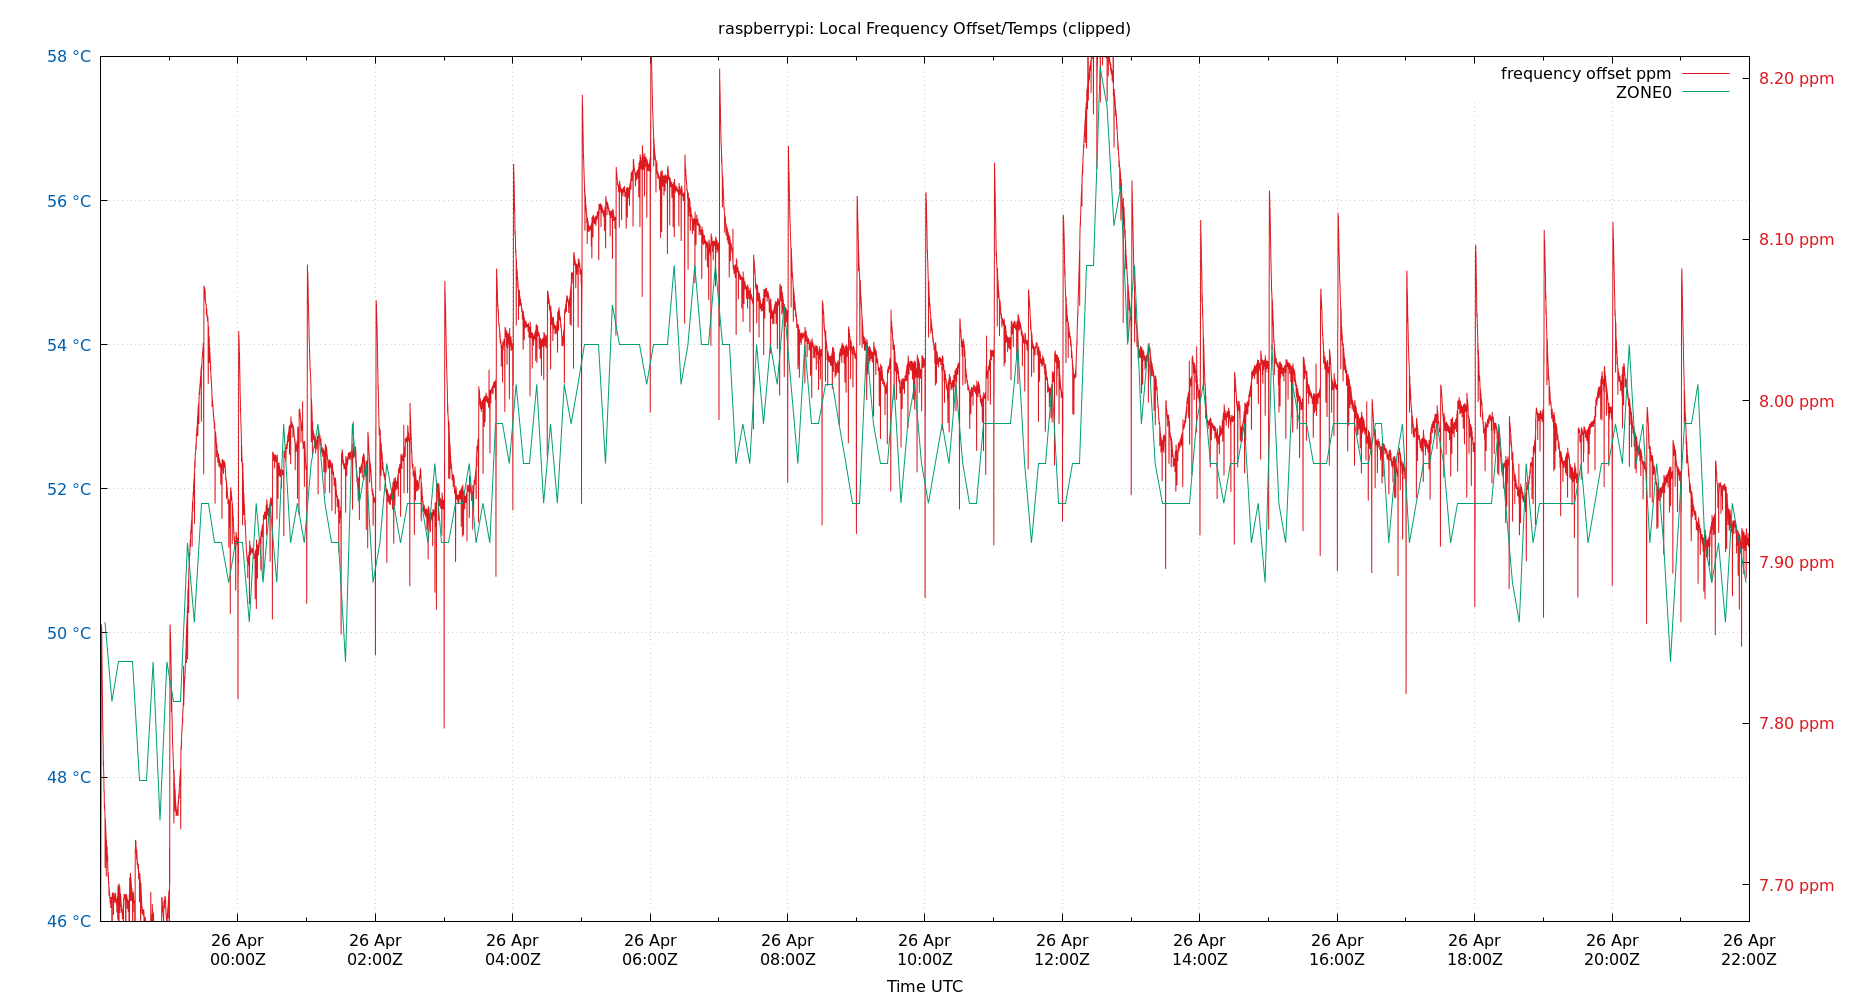 raspberrypi: Local Frequency Offset/Temps (clipped)
58 °C
56 °C
54 °C
52 °C
50 °C
48 °C
46 °C
frequency offset ppm
ZONE0
8.20 ppm
8.10 ppm
8.00 ppm
7.90 ppm
7.80 ppm
7.70 ppm
26 Apr
00:00Z
26 Apr
02:00Z
26 Apr
04:00Z
26 Apr
06:00Z
26 Apr
08:00Z
26 Apr
10:00Z
26 Apr
12:00Z
26 Apr
14:00Z
26 Apr
16:00Z
26 Apr
18:00Z
26 Apr
20:00Z
26 Apr
22:00Z
Time UTC